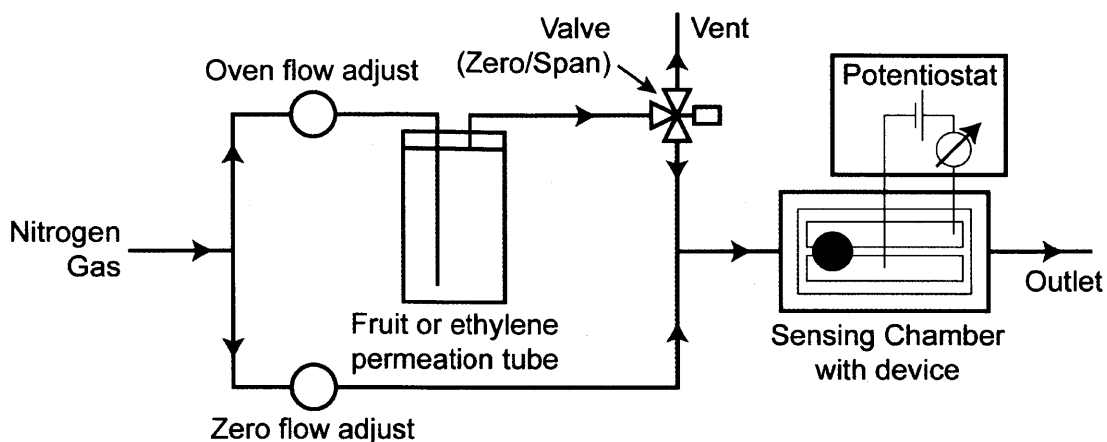 Valve
(Zero/Span)
Vent
Oven flow adjust
Potentiostat
Nitrogen
Gas
Fruit or ethylene
permeation tube
Outlet
Sensing Chamber
with device
Zero flow adjust